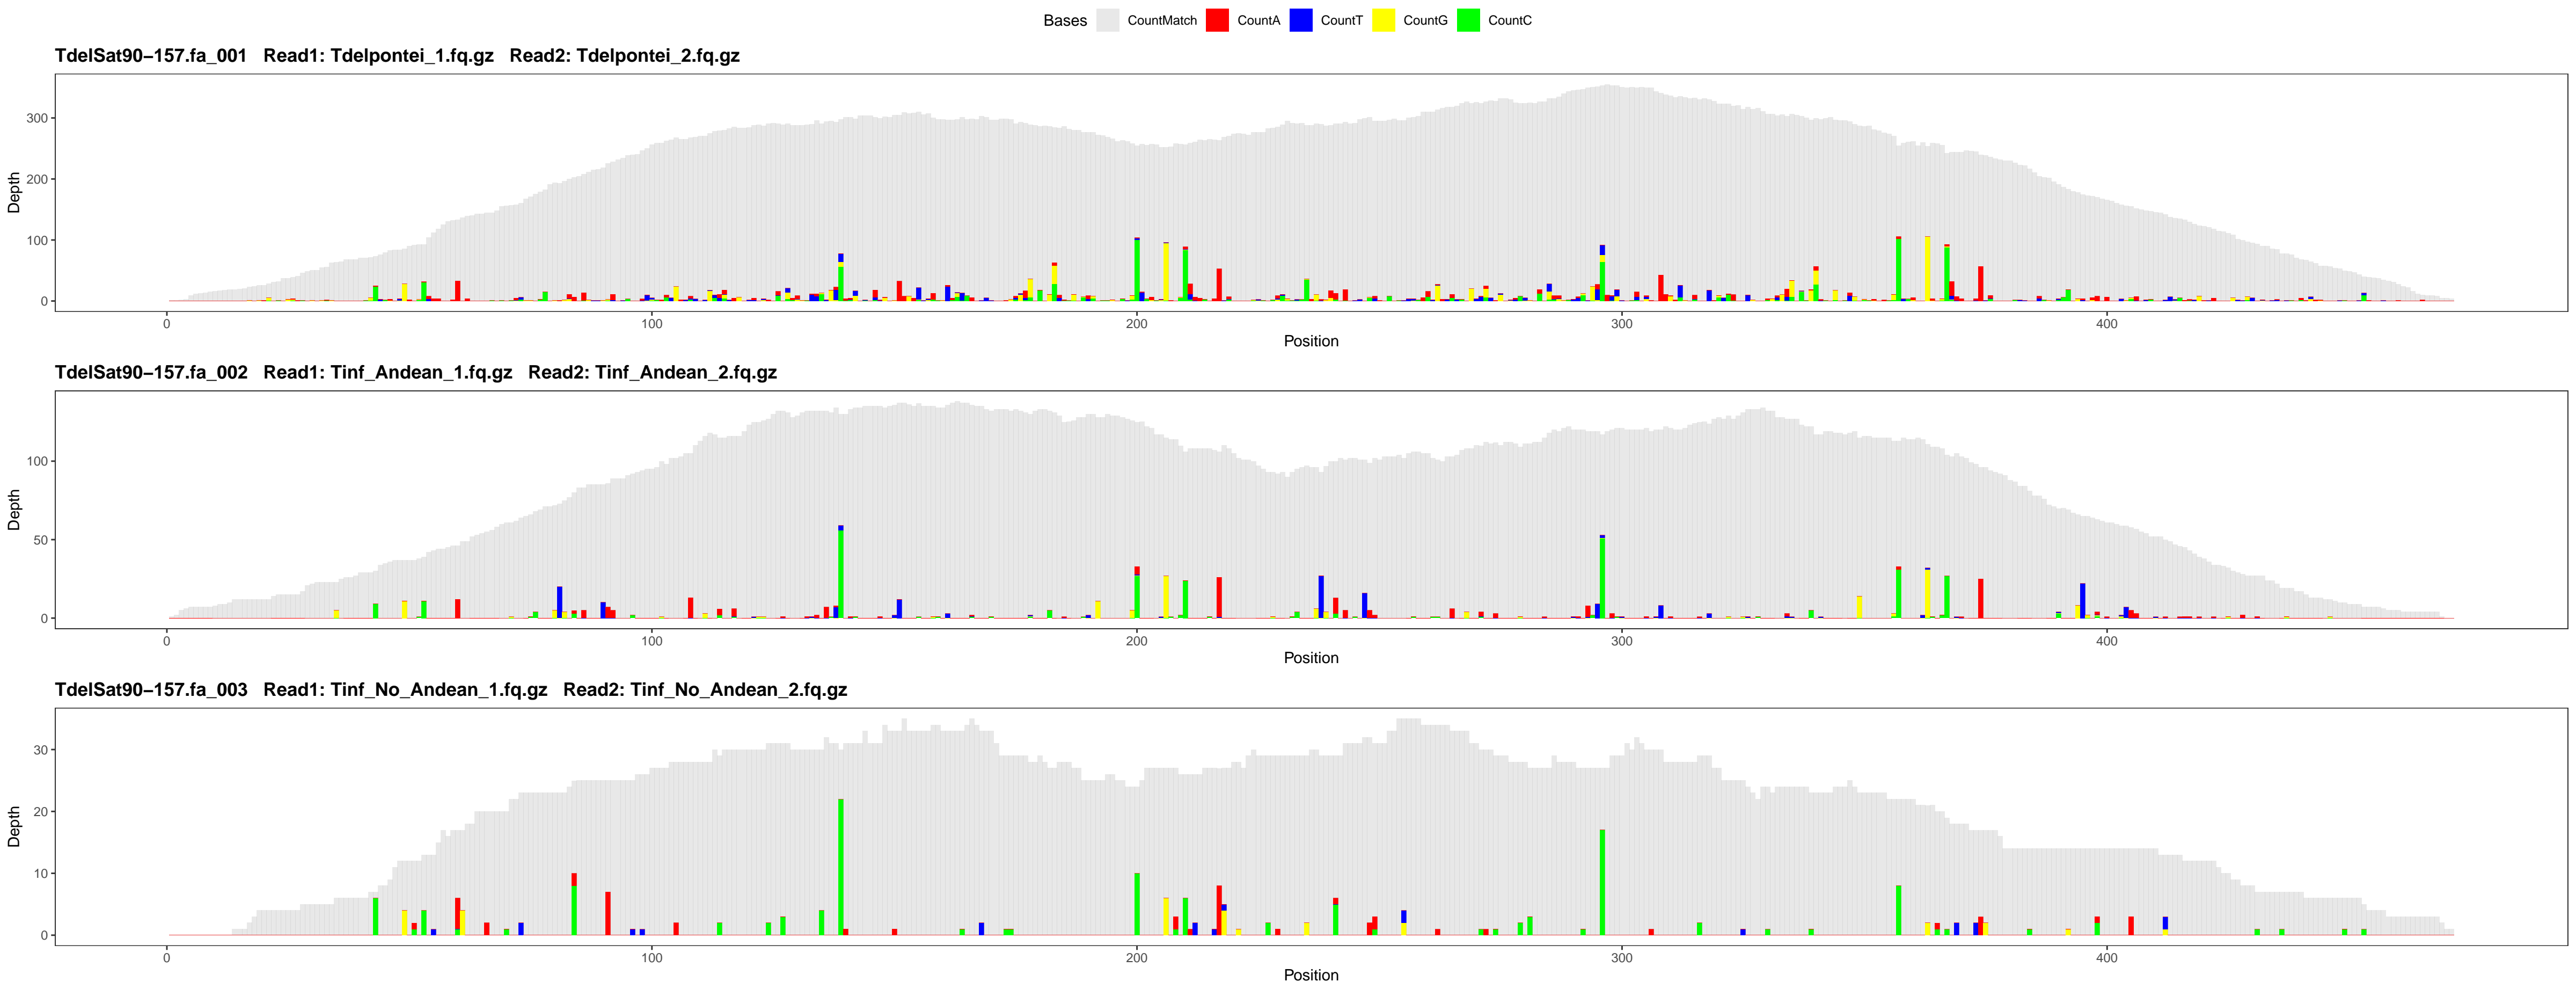 Bases CountMatch CountA CountT CountG CountC
TdelSat90−157.fa_001 Read1: Tdelpontei_1.fq.gz Read2: Tdelpontei_2.fq.gz
300
200
100
0
Depth
0 100 200 300 400
Position
TdelSat90−157.fa_002 Read1: Tinf_Andean_1.fq.gz Read2: Tinf_Andean_2.fq.gz
100
50
0
Depth
0 100 200 300 400
Position
TdelSat90−157.fa_003 Read1: Tinf_No_Andean_1.fq.gz Read2: Tinf_No_Andean_2.fq.gz
30
20
10
0
Depth
0 100 200 300 400
Position